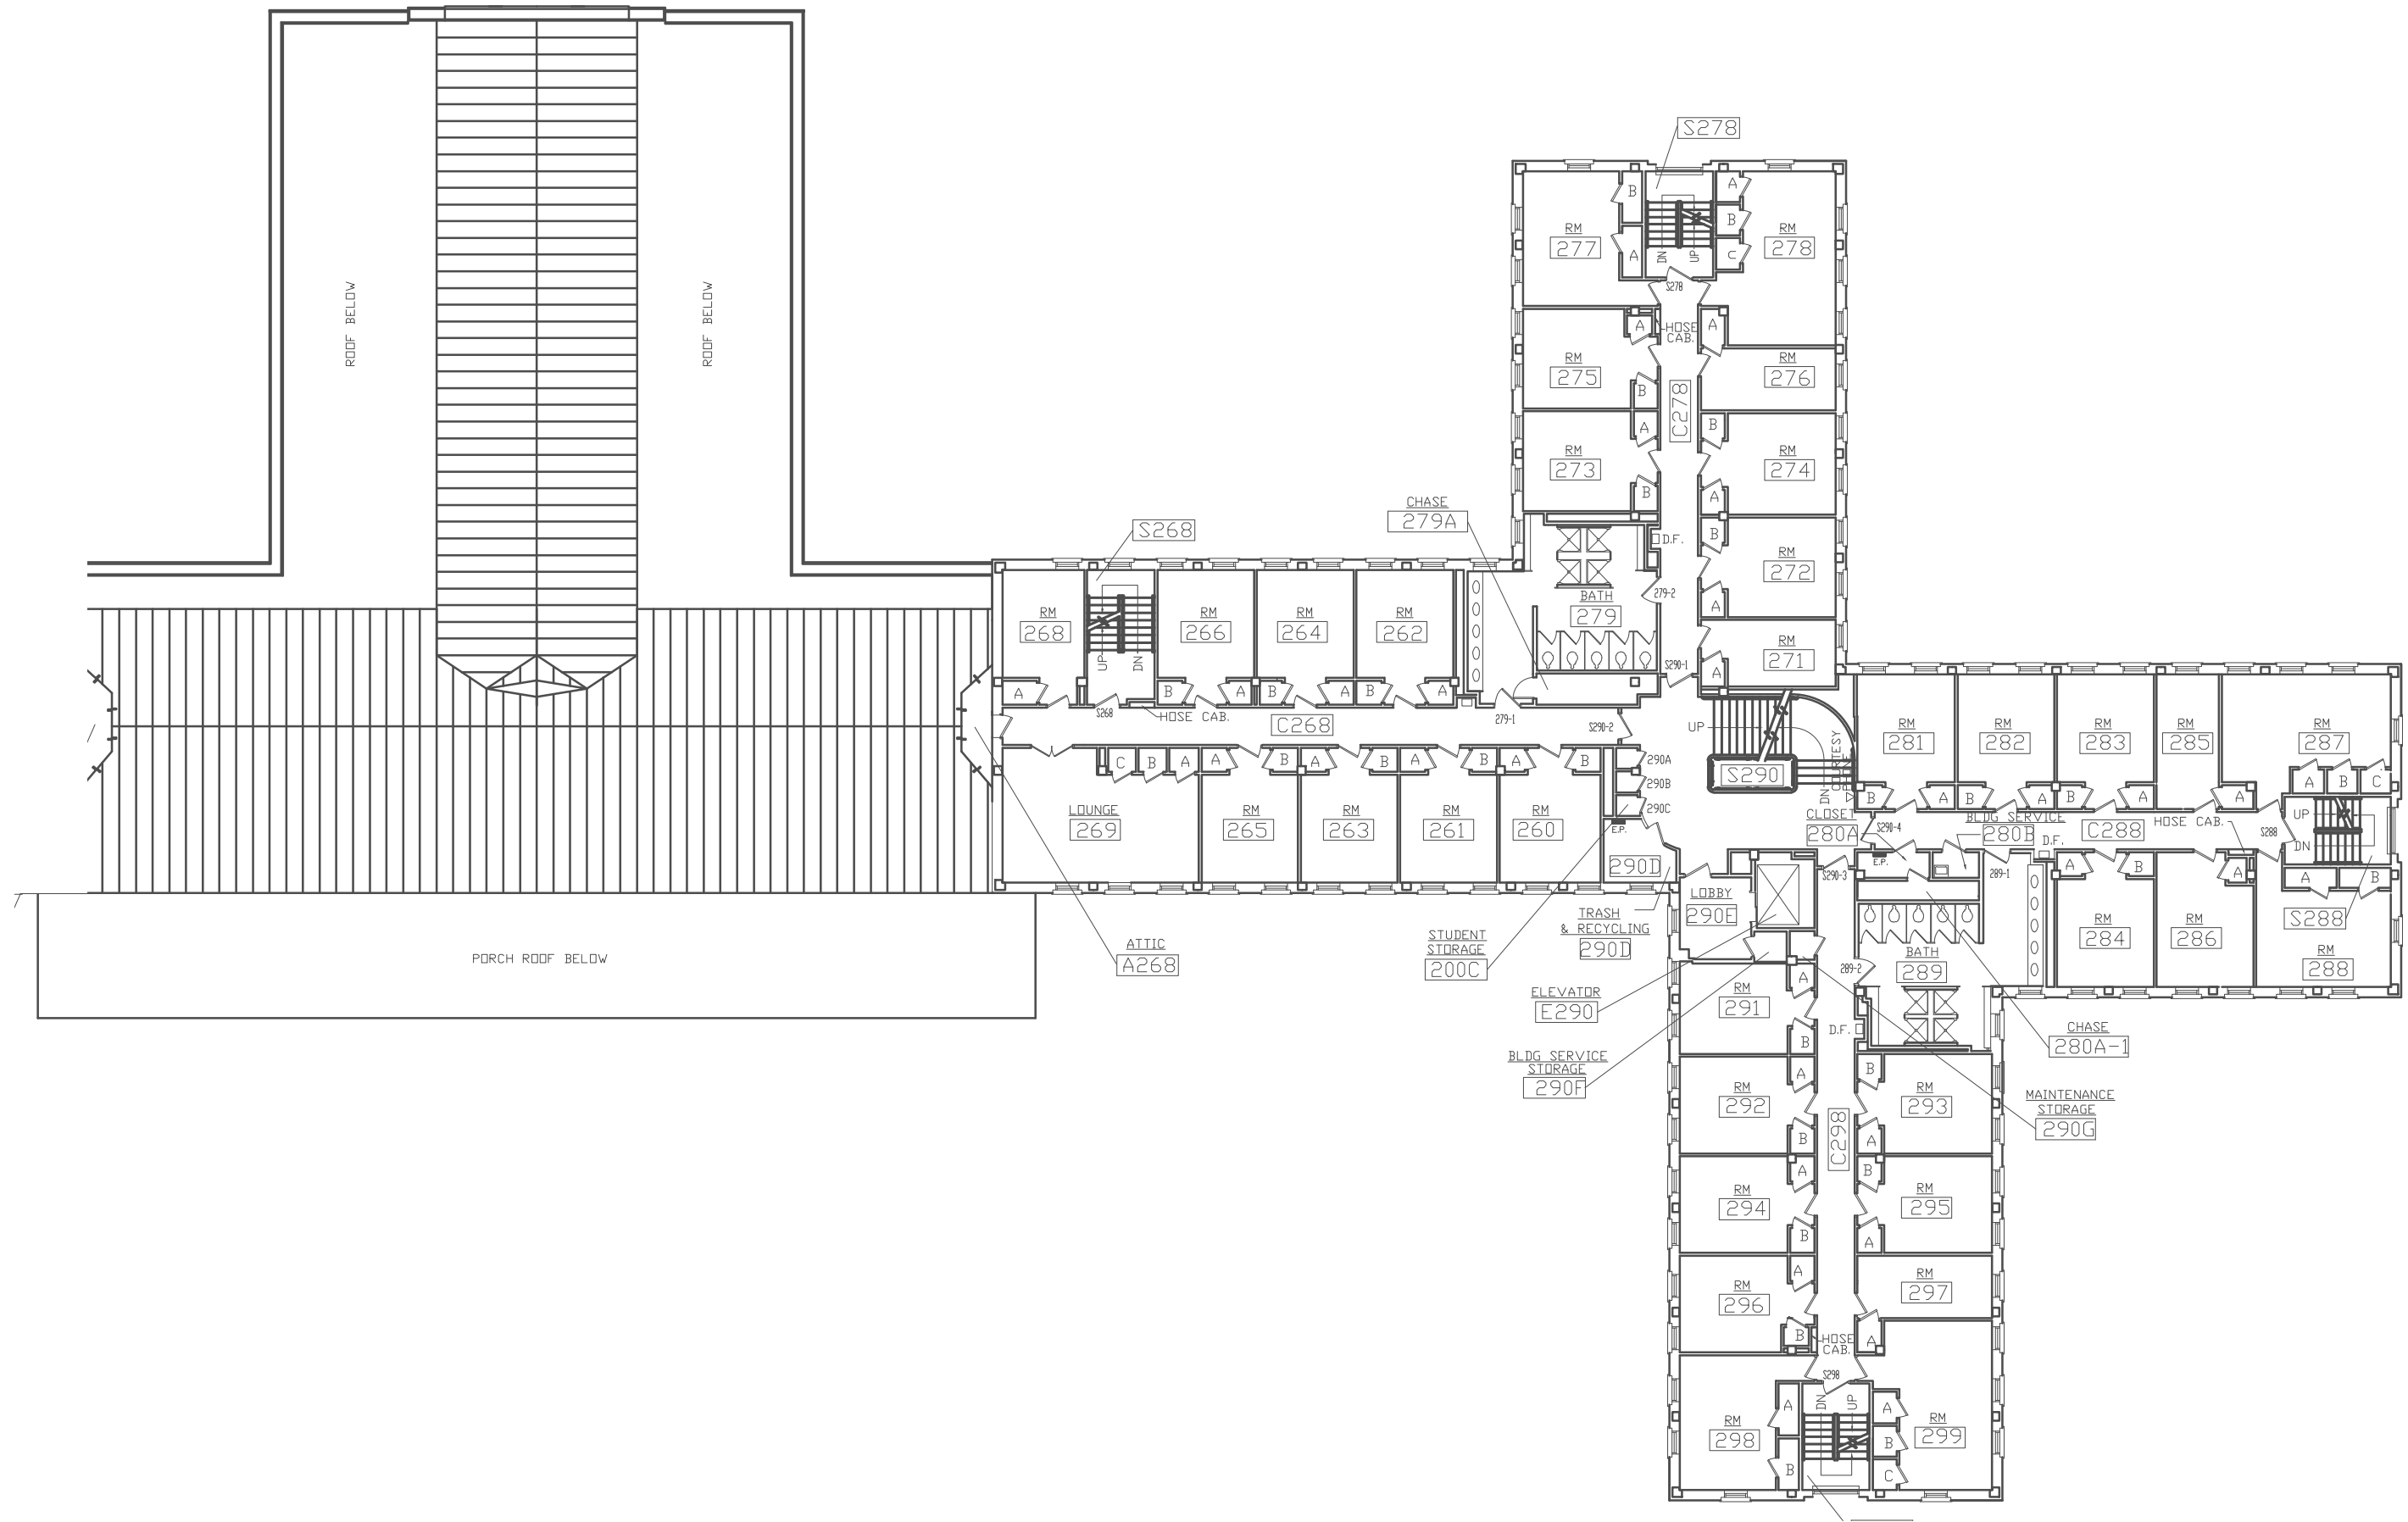 S278
RM
277
B
A
DN
UP
A
B
C
RM
278
S278
ROOF BELOW
ROOF BELOW
A
HOSE
CAB.
A
RM
275
B
RM
276
C278
A
RM
273
B
B
RM
274
A
CHASE
279A
D.F.
B
RM
272
A
S268
BATH
279
279-2
RM
268
A
UP
DN
RM
266
B
A
RM
264
B
A
RM
262
B
A
S290-1
RM
271
A
S268
HOSE CAB.
C268
279-1
S290-2
UP
S290
DN
COURTESY
PHONE
RM
281
B
A
RM
282
B
A
RM
283
B
A
RM
285
A
RM
287
A
B
C
C
B
A
LOUNGE
269
A
B
RM
265
A
B
RM
263
A
B
RM
261
A
B
RM
260
290A
290B
290C
E.P.
290D
CLOSET
280A
S290-4
E.P.
BLDG SERVICE
280B
D.F.
C288
HOSE CAB.
S288
UP
DN
S290-3
289-1
LOBBY
290E
A
B
RM
284
A
RM
286
A
B
S288
RM
288
TRASH
& RECYCLING
290D
STUDENT
STORAGE
200C
ATTIC
A268
PORCH ROOF BELOW
BATH
289
289-2
ELEVATOR
E290
A
RM
291
B
D.F.
CHASE
280A-1
BLDG SERVICE
STORAGE
290F
A
RM
292
B
B
RM
293
A
MAINTENANCE
STORAGE
290G
C298
A
RM
294
B
B
RM
295
A
A
RM
296
B
RM
297
A
HOSE
CAB.
S298
DN
UP
A
RM
298
B
A
B
C
RM
299